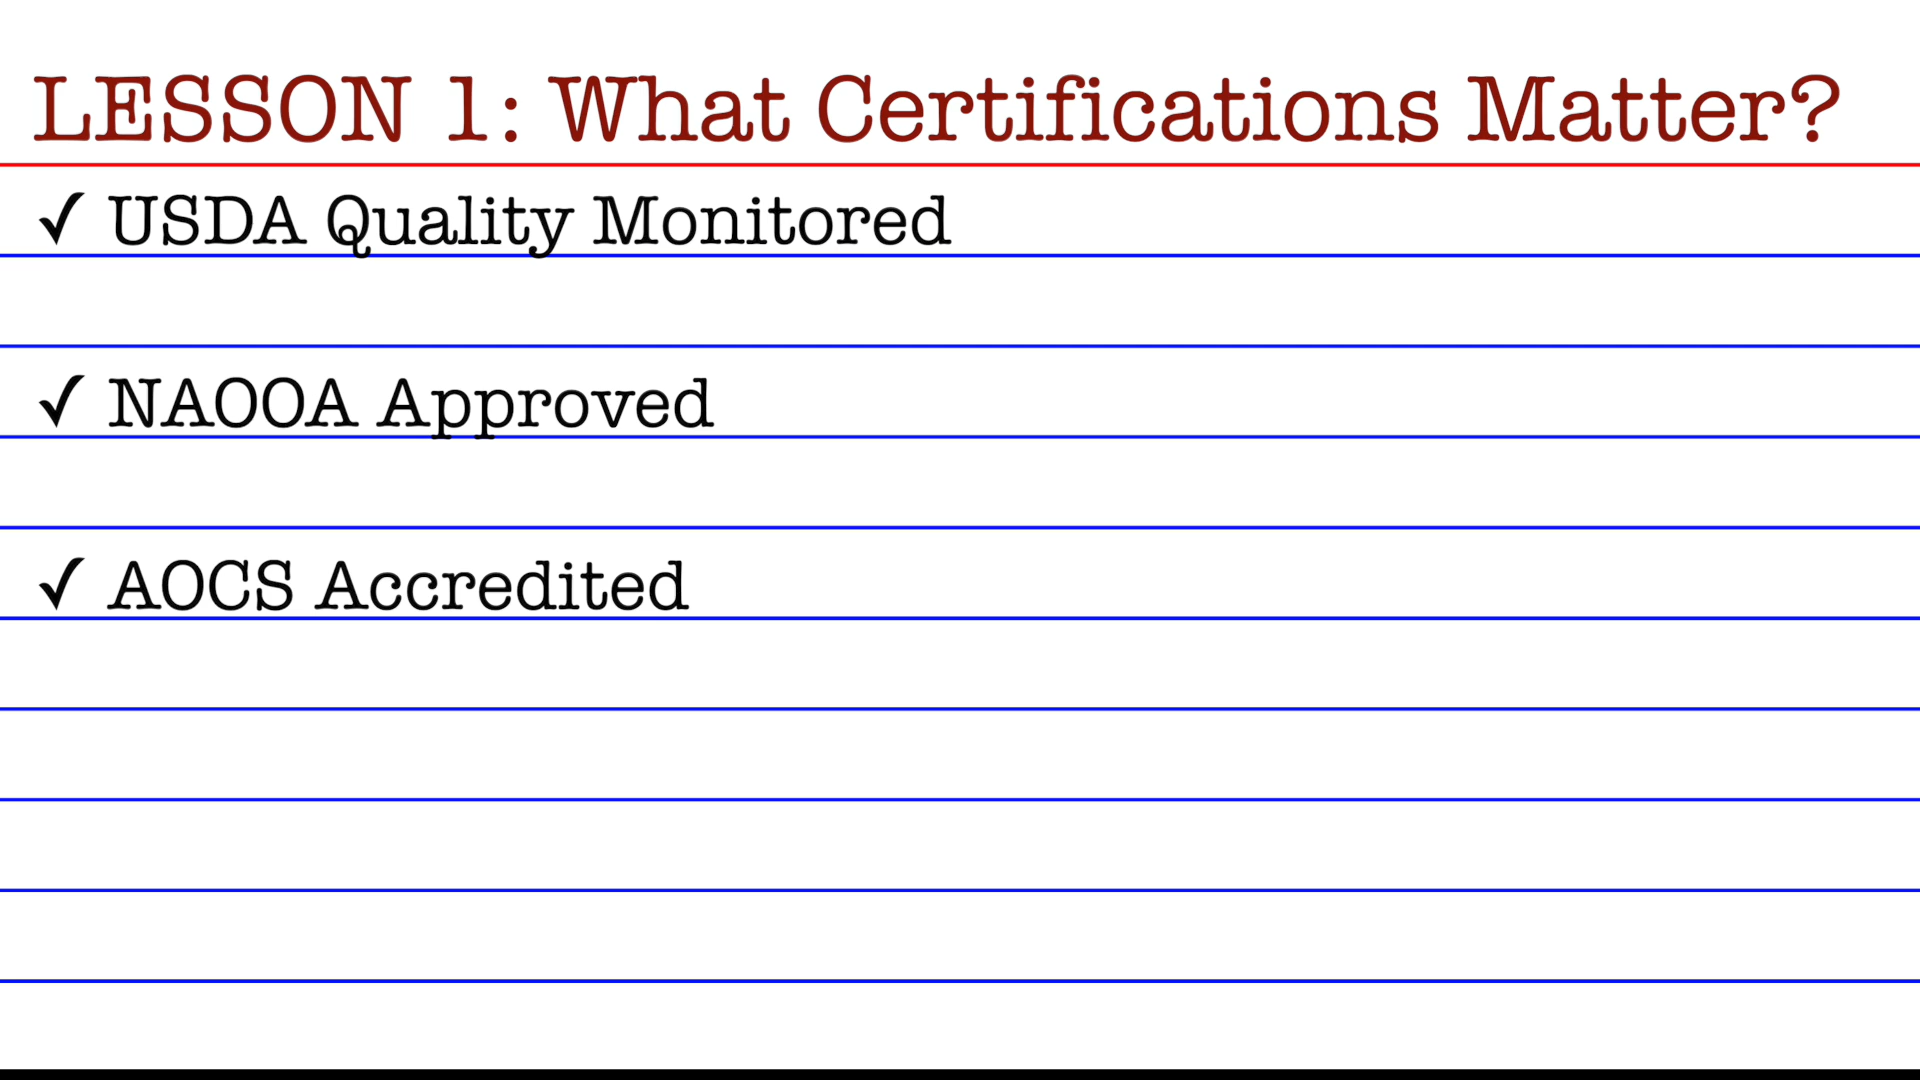 LESSON 1: What Certifications Matter?
✓ USDA Quality Monitored
✓ NAOOA Approved
✓ AOCS Accredited